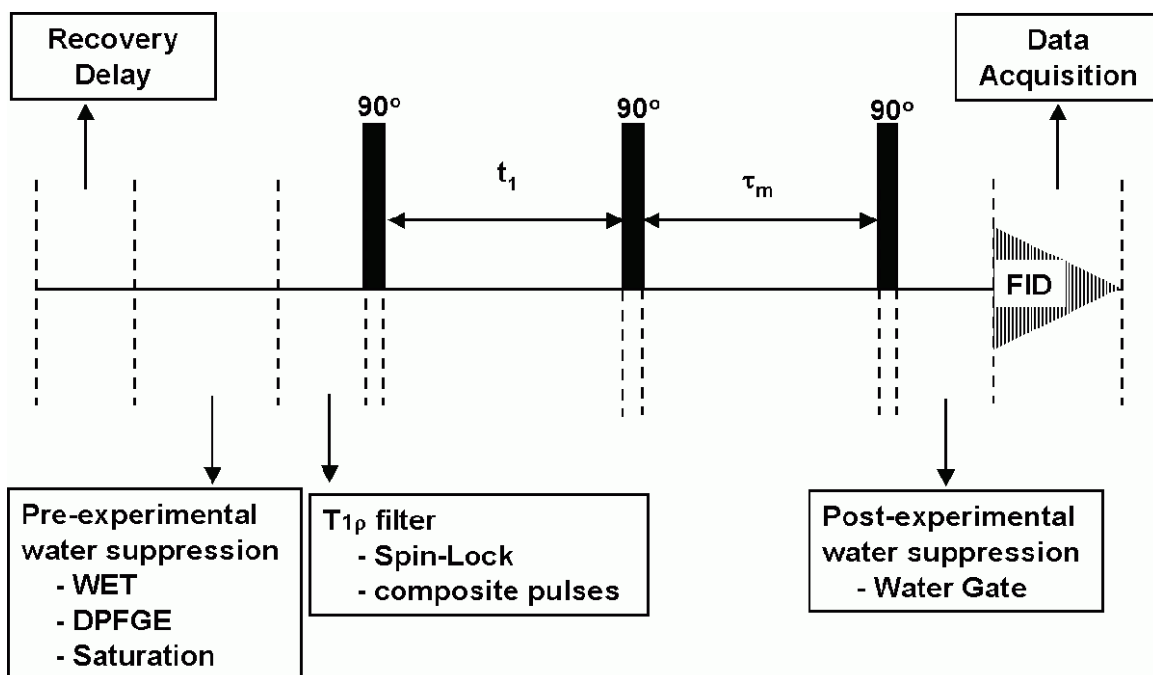 Recovery
Delay
Data
Acquisition
90°
90°
90°
t₁
τₘ
FID
Pre-experimental
water suppression
- WET
- DPFGE
- Saturation
T₁ρ filter
- Spin-Lock
- composite pulses
Post-experimental
water suppression
- Water Gate